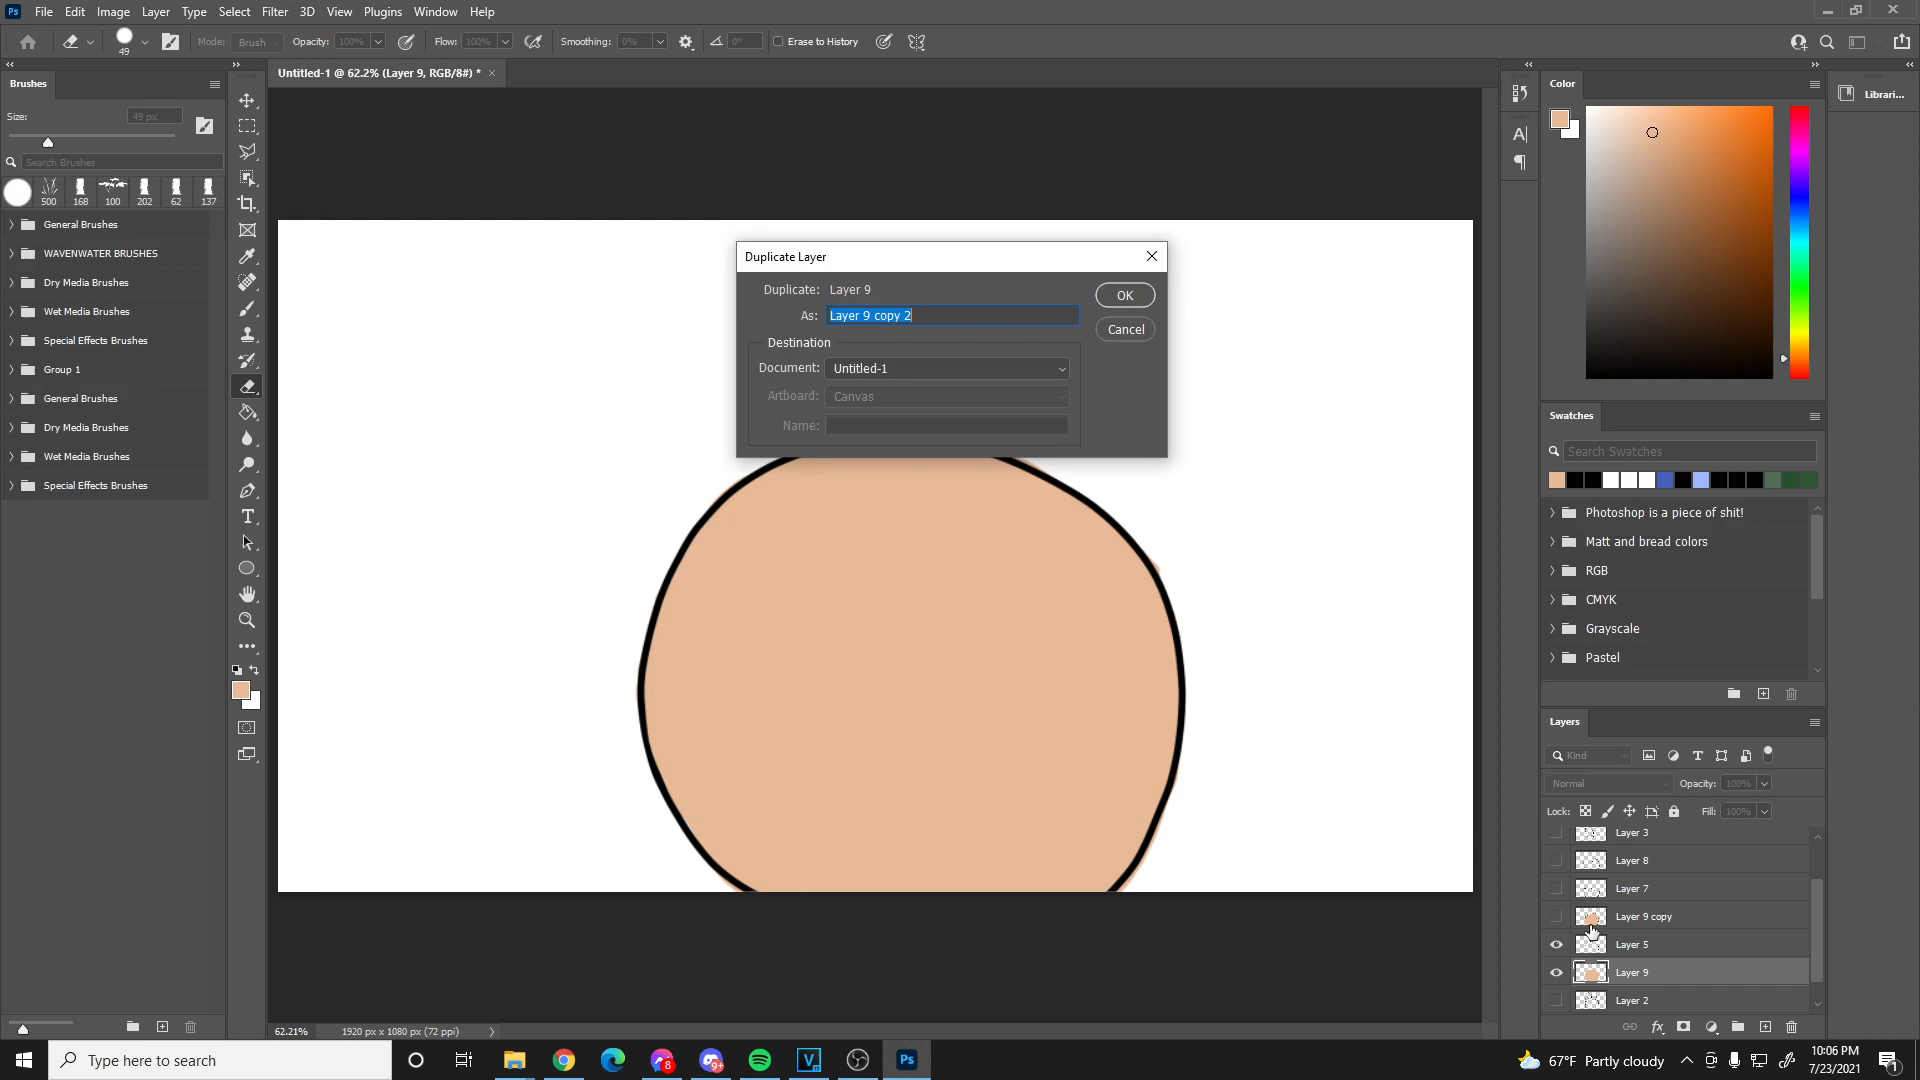 Ps File Edit Image Layer Type Select Filter 3D View Plugins Window Help
49 Mode: Brush Opacity: 100% Flow: 100% Smoothing: 0% 0° Erase to History
Brushes
Size: 49 px
Search Brushes
500 168 100 202 62 137
General Brushes
WAVENWATER BRUSHES
Dry Media Brushes
Wet Media Brushes
Special Effects Brushes
Group 1
General Brushes
Dry Media Brushes
Wet Media Brushes
Special Effects Brushes
Untitled-1 @ 62.2% (Layer 9, RGB/8#) *
Duplicate Layer
Duplicate: Layer 9
As: Layer 9 copy 2
OK
Cancel
Destination
Document: Untitled-1
Artboard: Canvas
Name:
62.21% 1920 px x 1080 px (72 ppi)
Color
Librari...
Swatches
Search Swatches
Photoshop is a piece of shit!
Matt and bread colors
RGB
CMYK
Grayscale
Pastel
Layers
Kind
Normal Opacity: 100%
Lock: Fill: 100%
Layer 3
Layer 8
Layer 7
Layer 9 copy
Layer 5
Layer 9
Layer 2
fx
Type here to search
8
9+
V
Ps
67°F Partly cloudy
10:06 PM
7/23/2021
1